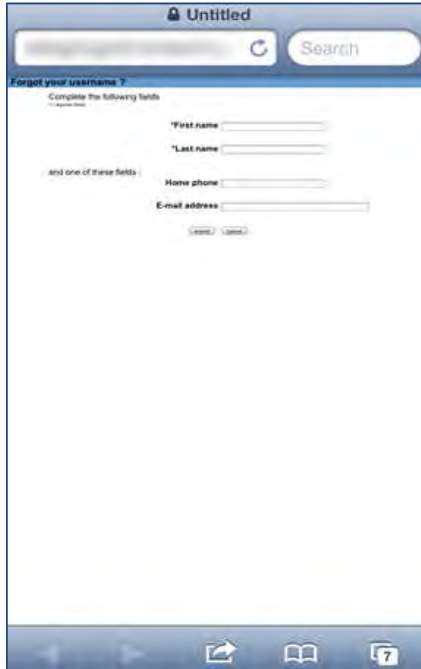 Untitled
Search
Forgot your username ?
Complete the following fields
*First name
*Last name
and one of these fields :
Home phone
E-mail address
7